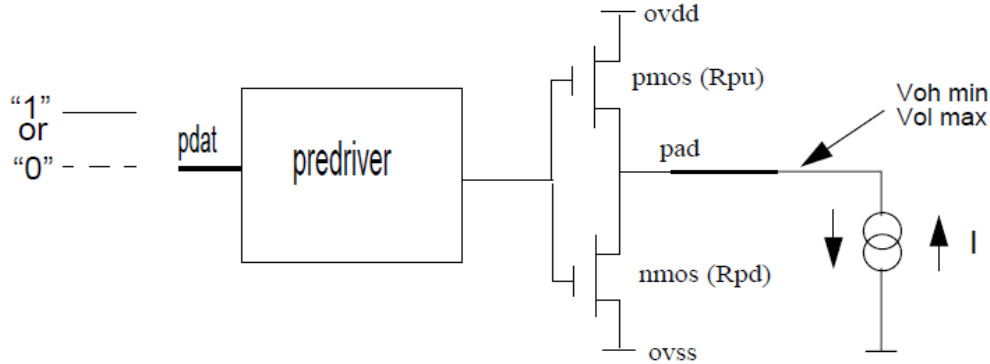 ovdd
pmos (Rpu)
Voh min
Vol max
“1”
or
“0”
pdat
predriver
pad
I
nmos (Rpd)
ovss